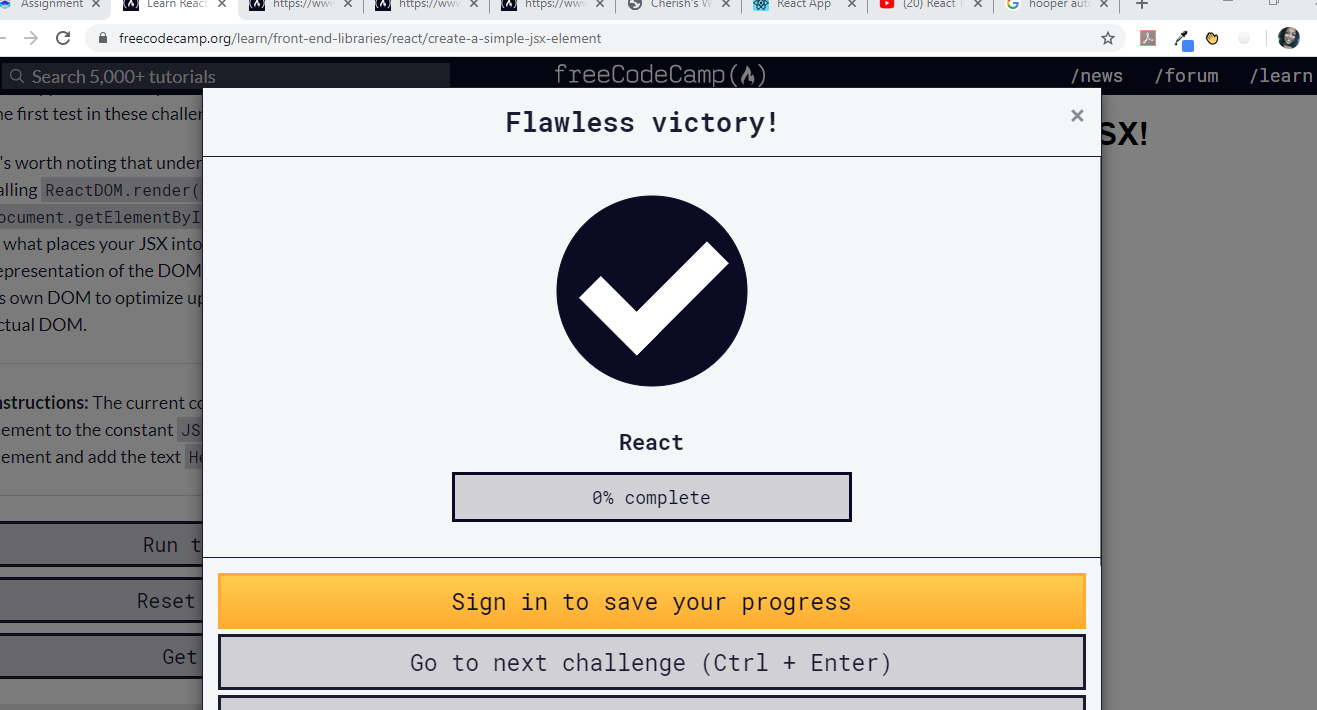 Assignment
Learn React
https://www
https://www
https://www
Cherish's W
React App
(20) React
hooper aut
freecodecamp.org/learn/front-end-libraries/react/create-a-simple-jsx-element
Search 5,000+ tutorials
freeCodeCamp
/news
/forum
/learn
he first test in these challen
Flawless victory!
×
SX!
's worth noting that under
alling ReactDOM.render(
ocument.getElementByI
what places your JSX into
epresentation of the DOM
s own DOM to optimize up
ctual DOM.
nstructions: The current co
ement to the constant JS
ement and add the text He
React
0% complete
Run t
Reset
Get
Sign in to save your progress
Go to next challenge (Ctrl + Enter)